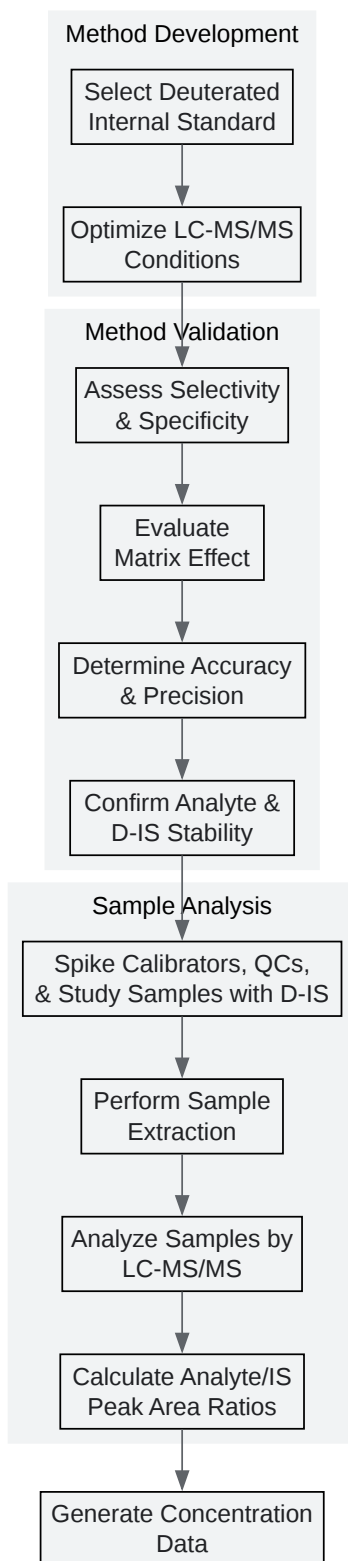 Method Development
Select Deuterated
Internal Standard
Optimize LC-MS/MS
Conditions
Method Validation
Assess Selectivity
& Specificity
Evaluate
Matrix Effect
Determine Accuracy
& Precision
Confirm Analyte &
D-IS Stability
Sample Analysis
Spike Calibrators, QCs,
& Study Samples with D-IS
Perform Sample
Extraction
Analyze Samples by
LC-MS/MS
Calculate Analyte/IS
Peak Area Ratios
Generate Concentration
Data